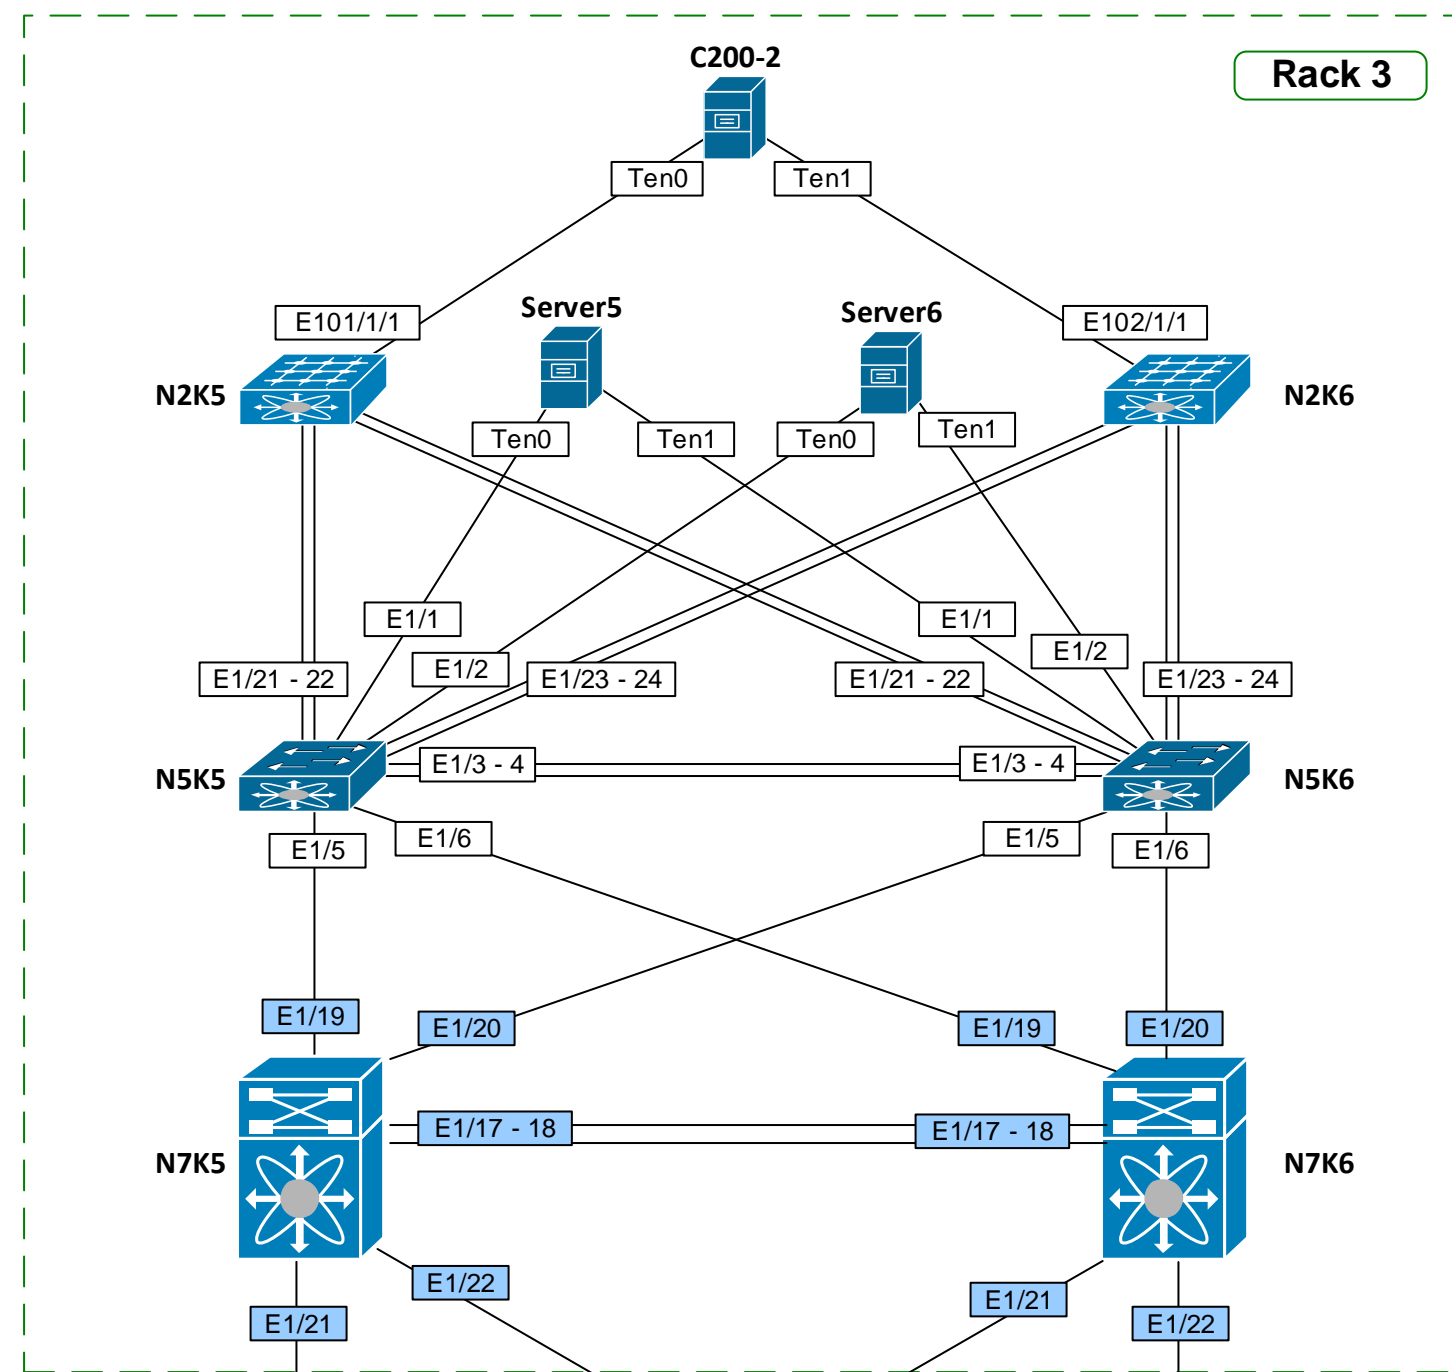 C200-2
Rack 3
Ten0
Ten1
Server5
Server6
E101/1/1
E102/1/1
N2K5
N2K6
Ten0
Ten1
Ten0
Ten1
E1/1
E1/1
E1/2
E1/2
E1/21 - 22
E1/23 - 24
E1/21 - 22
E1/23 - 24
N5K5
E1/3 - 4
E1/3 - 4
N5K6
E1/5
E1/6
E1/5
E1/6
E1/19
E1/20
E1/19
E1/20
E1/17 - 18
E1/17 - 18
N7K5
N7K6
E1/22
E1/21
E1/21
E1/22